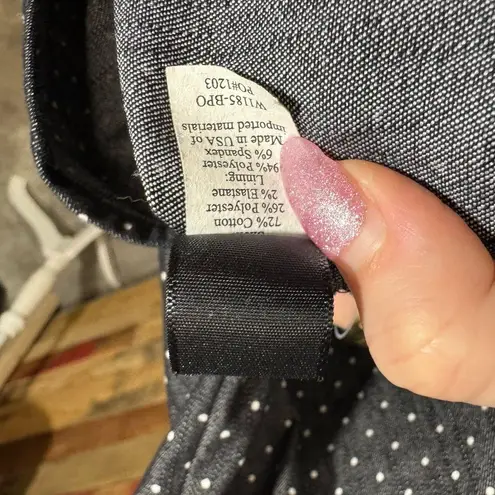 72% Cotton
26% Polyester
2% Elastane
Lining:
94% Polyester
6% Spandex
Made in USA of
imported materials
W1185-BPO
PO#1203